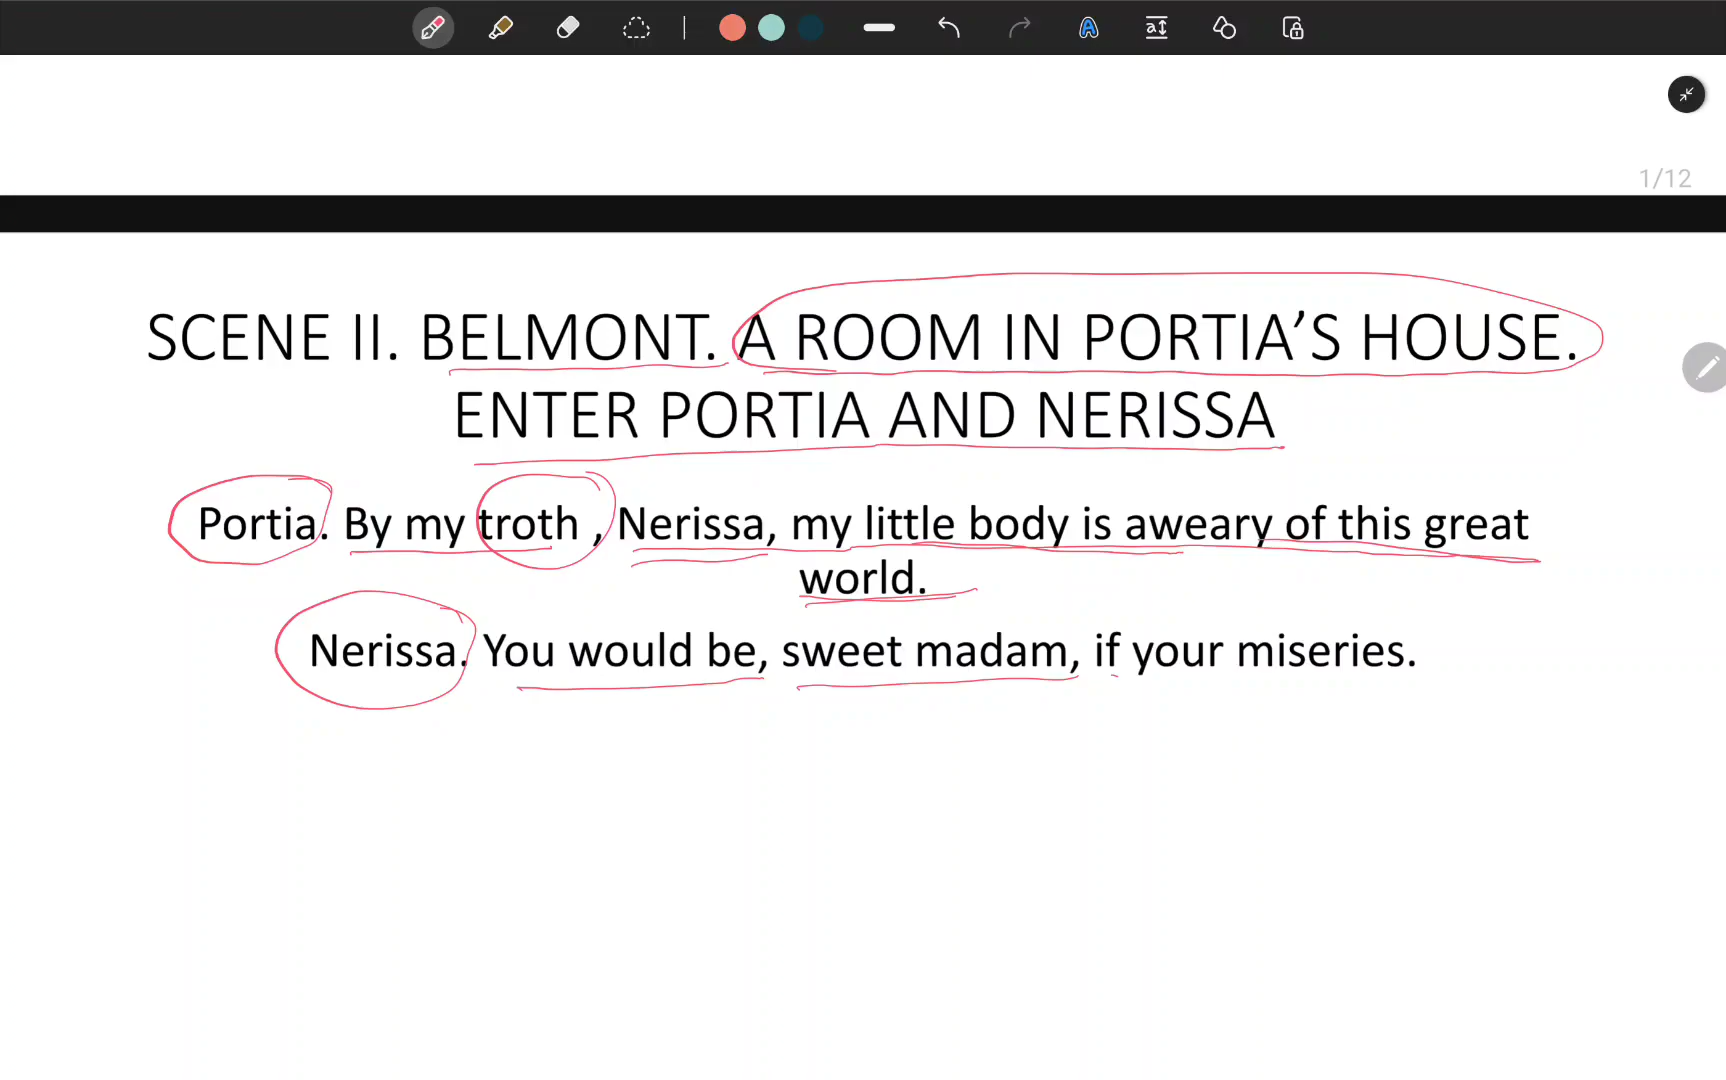 1/12
SCENE II. BELMONT. A ROOM IN PORTIA’S HOUSE.
ENTER PORTIA AND NERISSA
Portia. By my troth , Nerissa, my little body is aweary of this great
world.
Nerissa. You would be, sweet madam, if your miseries.